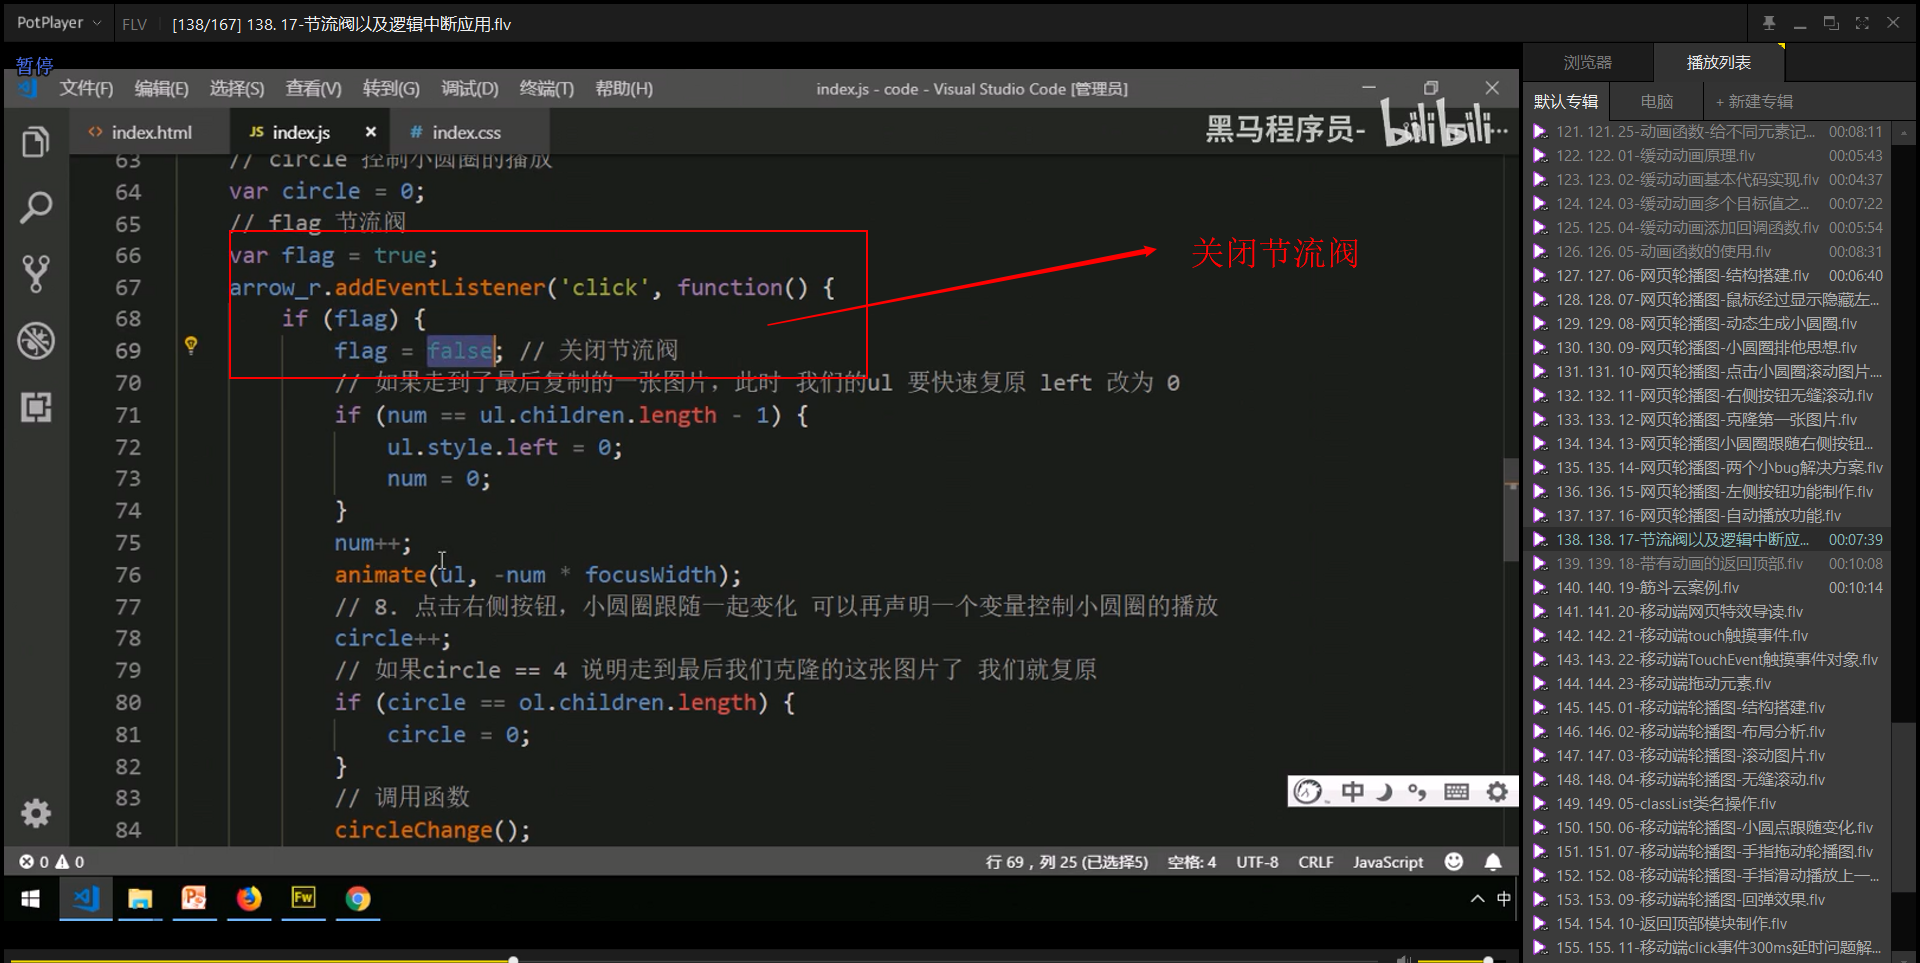 PotPlayer FLV [138/167] 138. 17-节流阀以及逻辑中断应用.flv
暂停
文件(F) 编辑(E) 选择(S) 查看(V) 转到(G) 调试(D) 终端(T) 帮助(H) index.js - code - Visual Studio Code [管理员]
<> index.html JS index.js × # index.css
黑马程序员- bilibili ...
63 // circle 控制小圆圈的播放
64 var circle = 0;
65 // flag 节流阀
66 var flag = true;
67 arrow_r.addEventListener('click', function() {
68 if (flag) {
69 flag = false; // 关闭节流阀
70 // 如果走到了最后复制的一张图片，此时 我们的ul 要快速复原 left 改为 0
71 if (num == ul.children.length - 1) {
72 ul.style.left = 0;
73 num = 0;
74 }
75 num++;
76 animate(ul, -num * focusWidth);
77 // 8. 点击右侧按钮，小圆圈跟随一起变化 可以再声明一个变量控制小圆圈的播放
78 circle++;
79 // 如果circle == 4 说明走到最后我们克隆的这张图片了 我们就复原
80 if (circle == ol.children.length) {
81 circle = 0;
82 }
83 // 调用函数
84 circleChange();
关闭节流阀
中
0 0 行 69，列 25 (已选择5) 空格: 4 UTF-8 CRLF JavaScript
Fw
中
浏览器 播放列表
默认专辑 电脑 + 新建专辑
121. 121. 25-动画函数-给不同元素记... 00:08:11
122. 122. 01-缓动动画原理.flv 00:05:43
123. 123. 02-缓动动画基本代码实现.flv 00:04:37
124. 124. 03-缓动动画多个目标值之... 00:07:22
125. 125. 04-缓动动画添加回调函数.flv 00:05:54
126. 126. 05-动画函数的使用.flv 00:08:31
127. 127. 06-网页轮播图-结构搭建.flv 00:06:40
128. 128. 07-网页轮播图-鼠标经过显示隐藏左...
129. 129. 08-网页轮播图-动态生成小圆圈.flv
130. 130. 09-网页轮播图-小圆圈排他思想.flv
131. 131. 10-网页轮播图-点击小圆圈滚动图片....
132. 132. 11-网页轮播图-右侧按钮无缝滚动.flv
133. 133. 12-网页轮播图-克隆第一张图片.flv
134. 134. 13-网页轮播图小圆圈跟随右侧按钮...
135. 135. 14-网页轮播图-两个小bug解决方案.flv
136. 136. 15-网页轮播图-左侧按钮功能制作.flv
137. 137. 16-网页轮播图-自动播放功能.flv
138. 138. 17-节流阀以及逻辑中断应... 00:07:39
139. 139. 18-带有动画的返回顶部.flv 00:10:08
140. 140. 19-筋斗云案例.flv 00:10:14
141. 141. 20-移动端网页特效导读.flv
142. 142. 21-移动端touch触摸事件.flv
143. 143. 22-移动端TouchEvent触摸事件对象.flv
144. 144. 23-移动端拖动元素.flv
145. 145. 01-移动端轮播图-结构搭建.flv
146. 146. 02-移动端轮播图-布局分析.flv
147. 147. 03-移动端轮播图-滚动图片.flv
148. 148. 04-移动端轮播图-无缝滚动.flv
149. 149. 05-classList类名操作.flv
150. 150. 06-移动端轮播图-小圆点跟随变化.flv
151. 151. 07-移动端轮播图-手指拖动轮播图.flv
152. 152. 08-移动端轮播图-手指滑动播放上一...
153. 153. 09-移动端轮播图-回弹效果.flv
154. 154. 10-返回顶部模块制作.flv
155. 155. 11-移动端click事件300ms延时问题解...